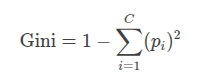 Gini = 1 − ∑_{i=1}^{C} (p_i)^2